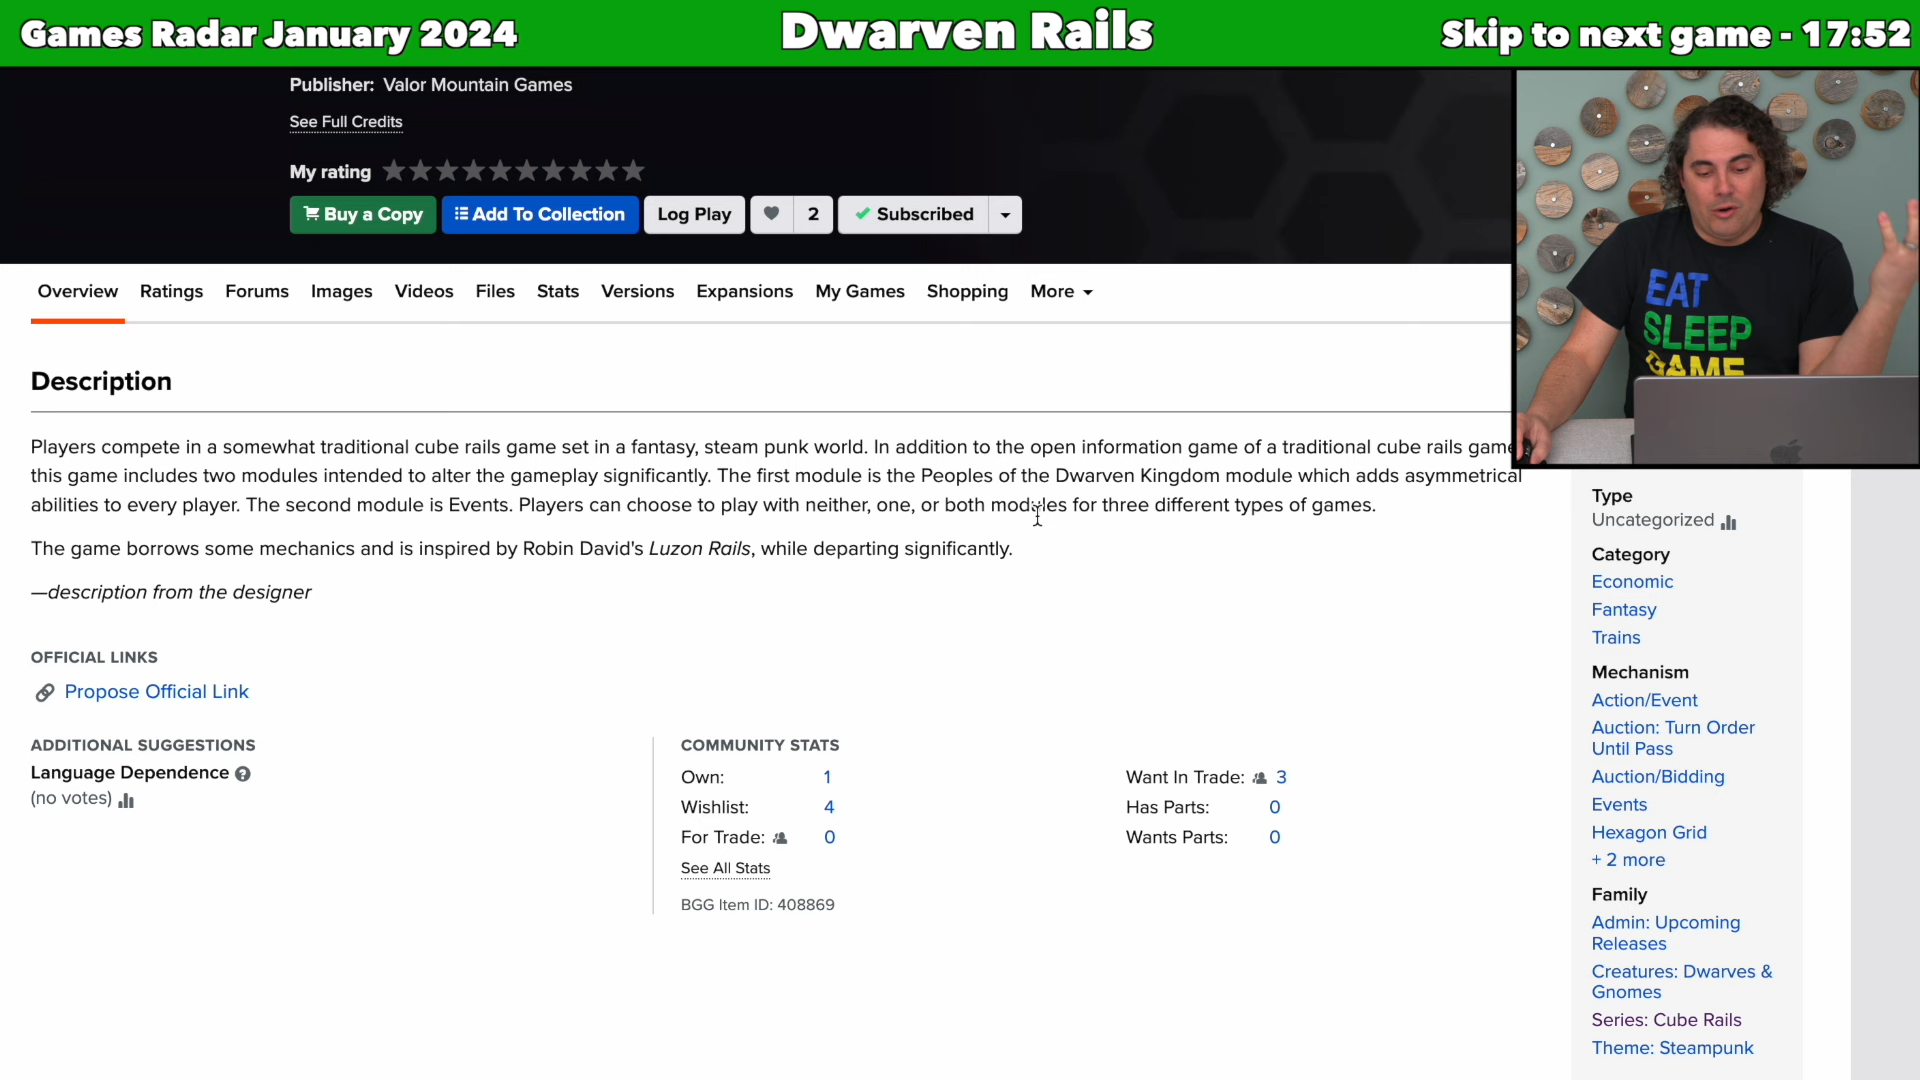 Games Radar January 2024
Dwarven Rails
Skip to next game - 17:52
Publisher: Valor Mountain Games
See Full Credits
My rating
Buy a Copy
Add To Collection
Log Play
2
Subscribed
EAT
SLEEP
GAME
Overview
Ratings
Forums
Images
Videos
Files
Stats
Versions
Expansions
My Games
Shopping
More
Description
Players compete in a somewhat traditional cube rails game set in a fantasy, steam punk world. In addition to the open information game of a traditional cube rails game
this game includes two modules intended to alter the gameplay significantly. The first module is the Peoples of the Dwarven Kingdom module which adds asymmetrical
abilities to every player. The second module is Events. Players can choose to play with neither, one, or both modules for three different types of games.
The game borrows some mechanics and is inspired by Robin David's Luzon Rails, while departing significantly.
—description from the designer
OFFICIAL LINKS
Propose Official Link
ADDITIONAL SUGGESTIONS
Language Dependence
(no votes)
COMMUNITY STATS
Own: 1
Wishlist: 4
For Trade: 0
See All Stats
BGG Item ID: 408869
Want In Trade: 3
Has Parts: 0
Wants Parts: 0
Type
Uncategorized
Category
Economic
Fantasy
Trains
Mechanism
Action/Event
Auction: Turn Order
Until Pass
Auction/Bidding
Events
Hexagon Grid
+ 2 more
Family
Admin: Upcoming
Releases
Creatures: Dwarves &
Gnomes
Series: Cube Rails
Theme: Steampunk